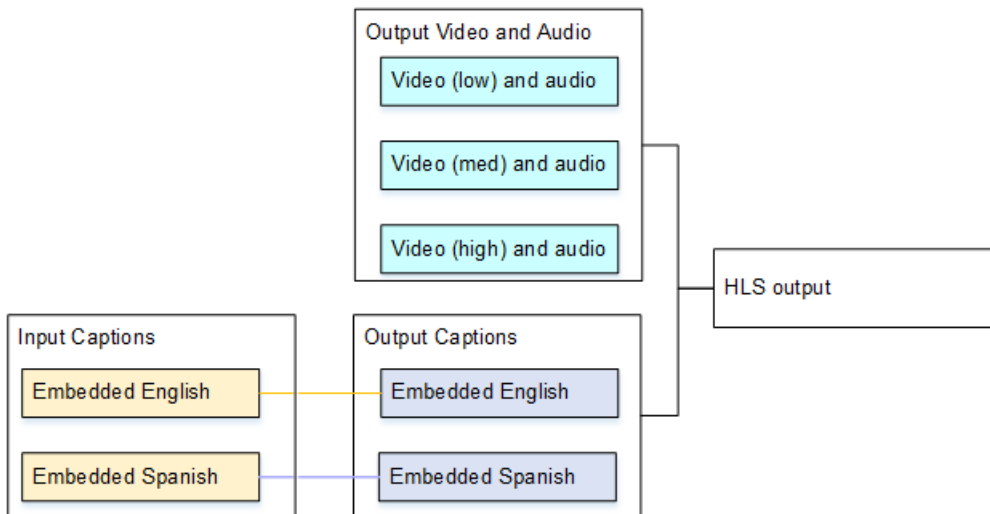 Output Video and Audio
Video (low) and audio
Video (med) and audio
Video (high) and audio
HLS output
Input Captions
Embedded English
Embedded Spanish
Output Captions
Embedded English
Embedded Spanish